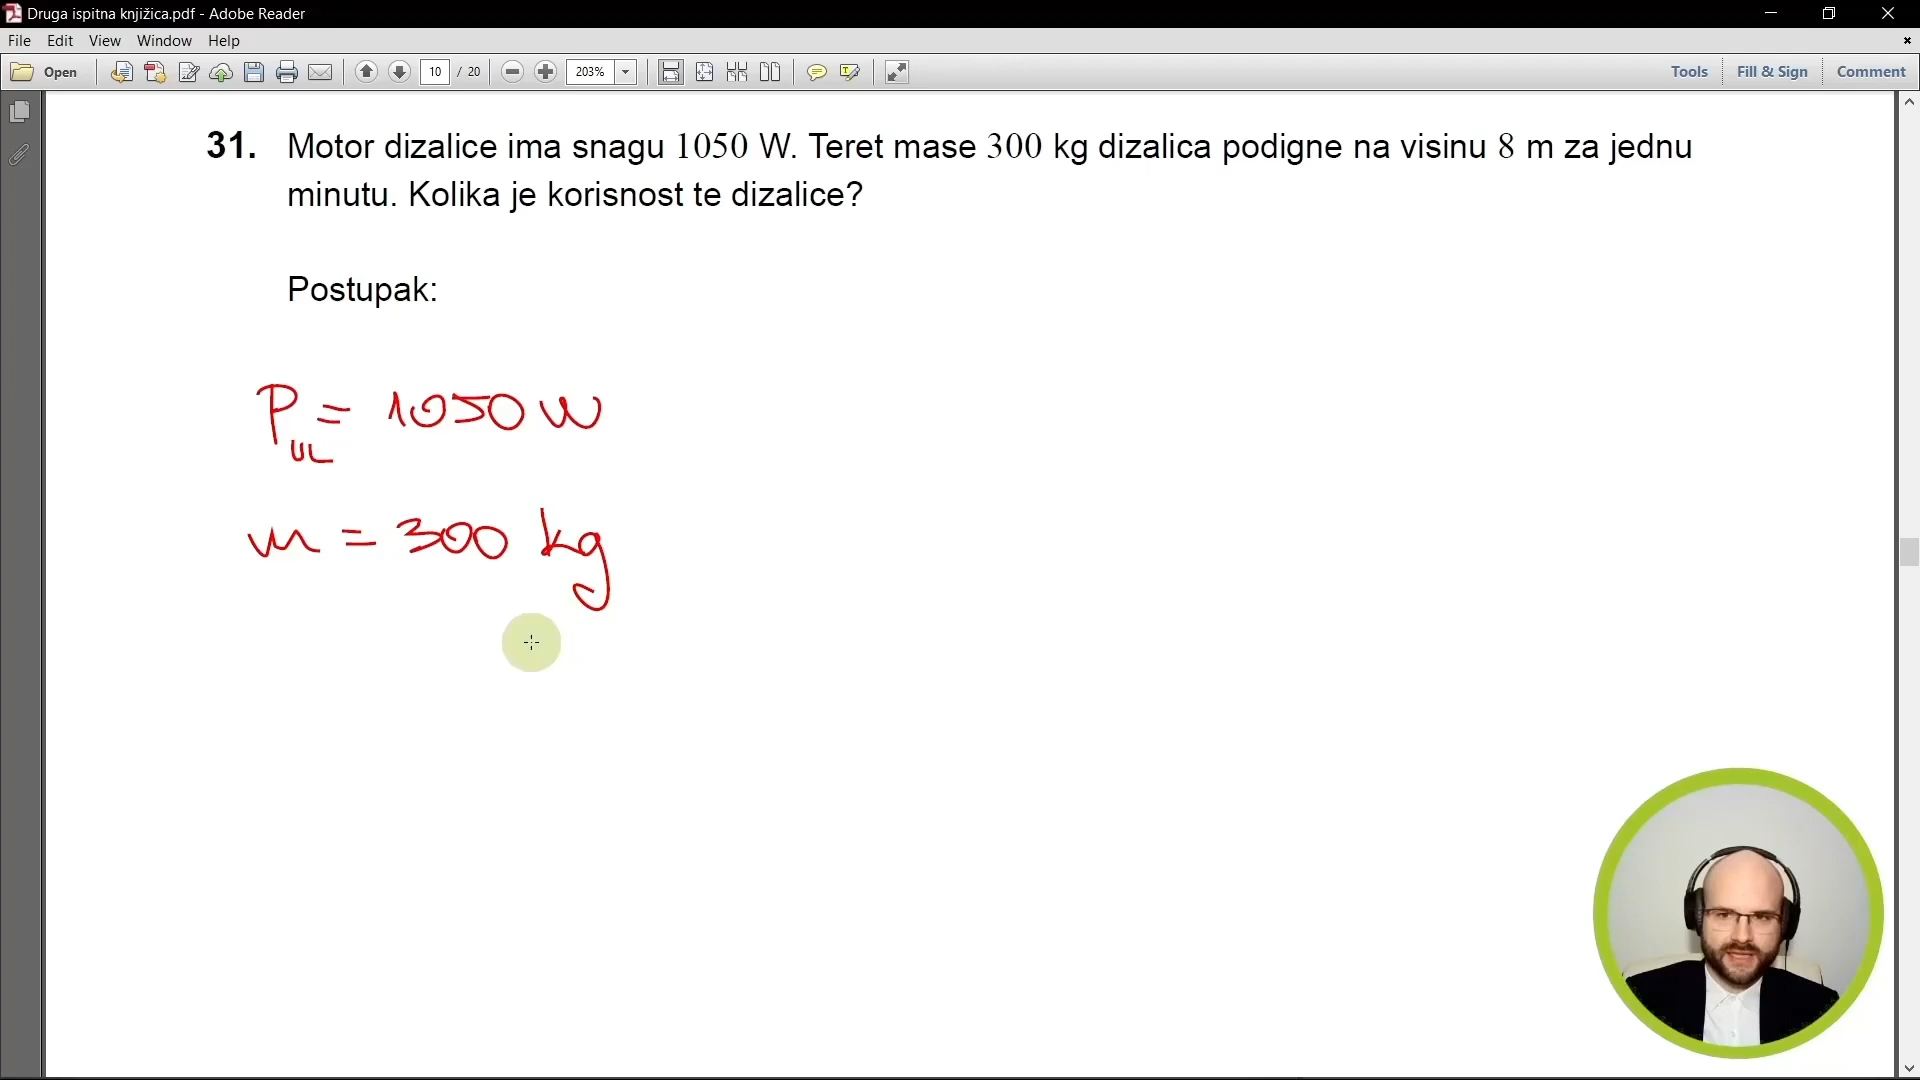 Druga ispitna knjižica.pdf - Adobe Reader
File Edit View Window Help
Open 10 / 20 203% Tools Fill & Sign Comment
31. Motor dizalice ima snagu 1050 W. Teret mase 300 kg dizalica podigne na visinu 8 m za jednu
minutu. Kolika je korisnost te dizalice?
Postupak:
P_UL = 1050 W
m = 300 kg